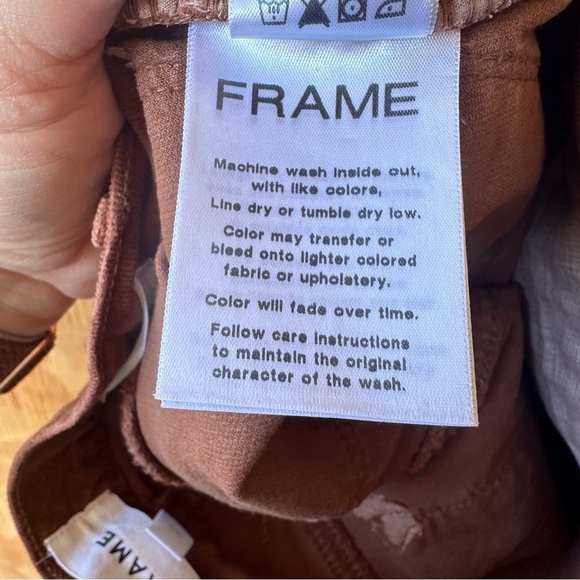 FRAME
Machine wash inside out,
with like colors,
Line dry or tumble dry low.
Color may transfer or
bleed onto lighter colored
fabric or upholstery.
Color will fade over time.
Follow care instructions
to maintain the original
character of the wash.
FRAME